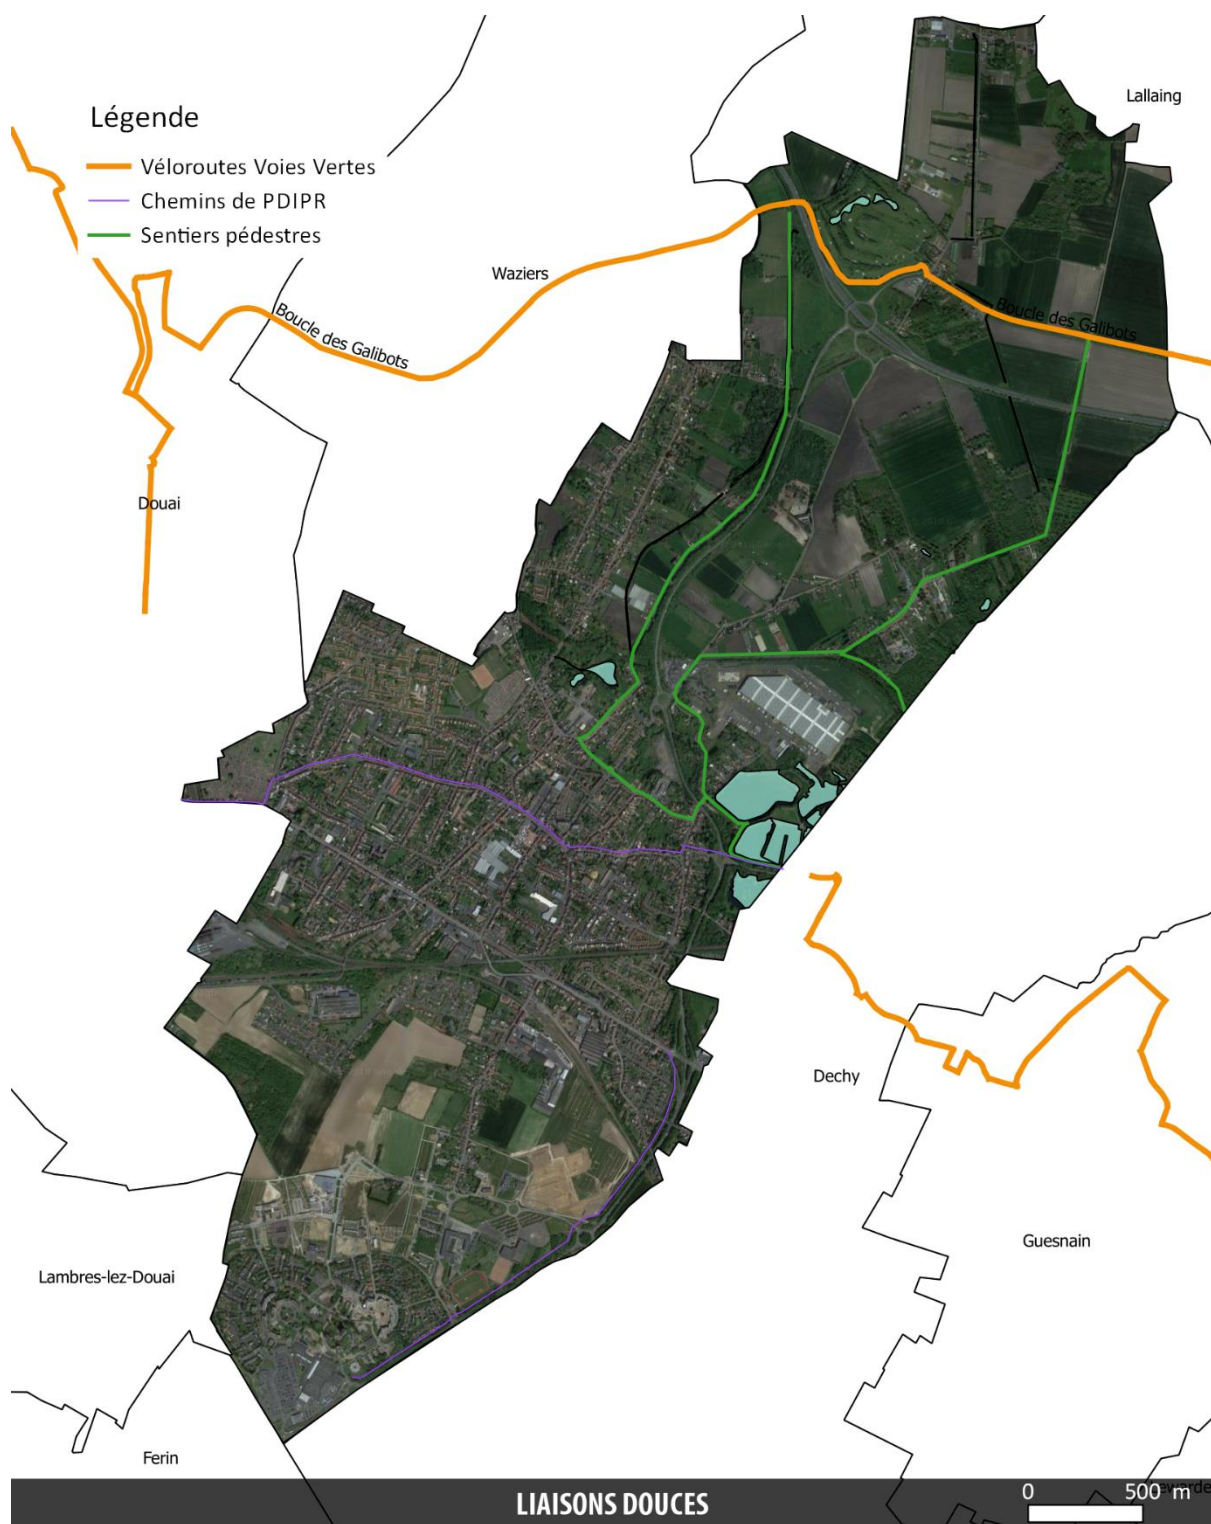 Lallaing
Légende
Véloroutes Voies Vertes
Chemins de PDIPR
Sentiers pédestres
Waziers
Boucle des Galibots
Boucle des Galibots
Douai
Dechy
Guesnain
Lambres-lez-Douai
Ferin
LIAISONS DOUCES
0 500 m
Lewarde